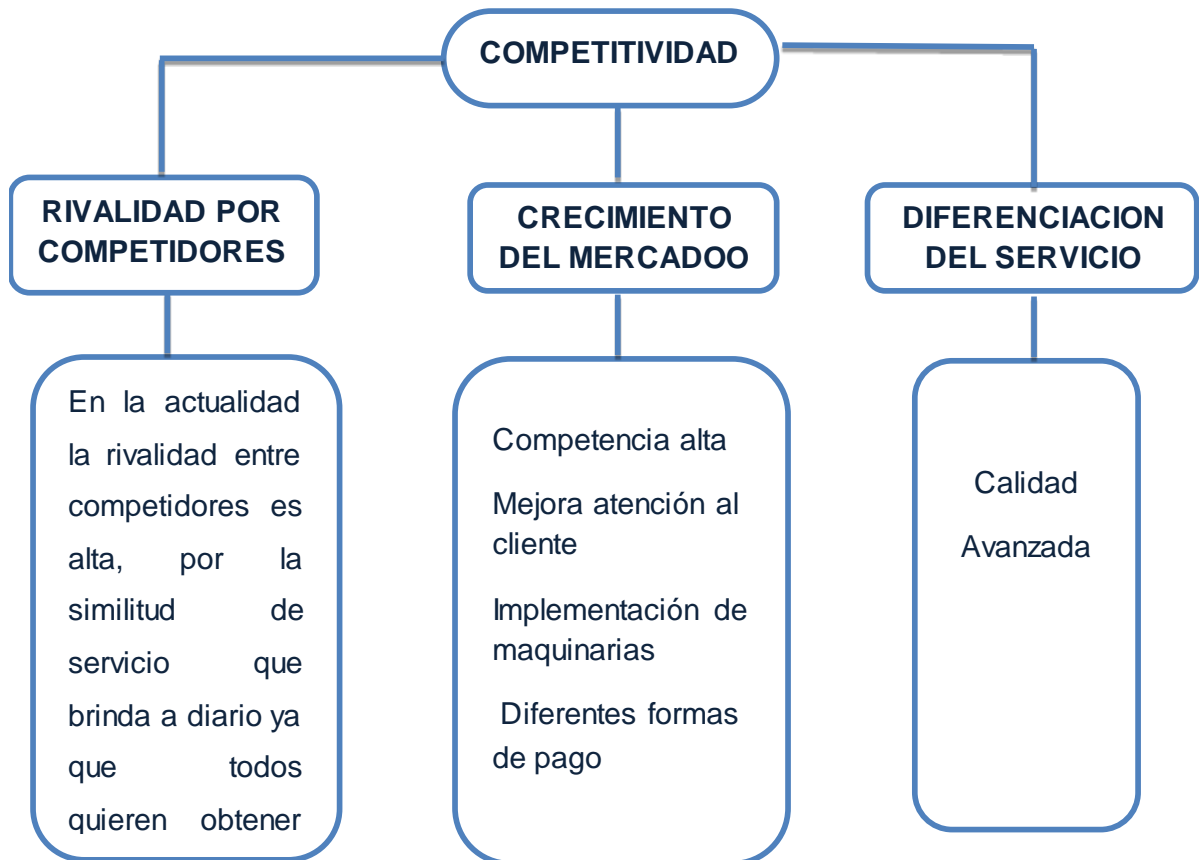 COMPETITIVIDAD
RIVALIDAD POR
COMPETIDORES
En la actualidad
la rivalidad entre
competidores es
alta, por la
similitud de
servicio que
brinda a diario ya
que todos
quieren obtener
CRECIMIENTO
DEL MERCADOO
Competencia alta
Mejora atención al
cliente
Implementación de
maquinarias
Diferentes formas
de pago
DIFERENCIACION
DEL SERVICIO
Calidad
Avanzada